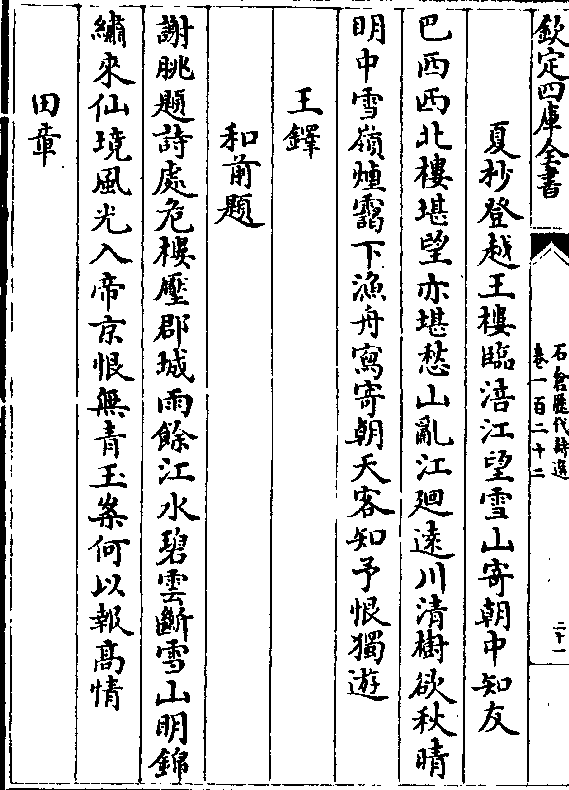 欽定四庫全書
石倉歷代詩選
卷一百二十二
二十一
夏杪登越王樓臨涪江望雪山寄朝中知友
巴西西北樓堪望亦堪愁山亂江廻遠川清樹欲秋晴
明中雪嶺煙靄下漁舟寫寄朝天客知予恨獨遊
王鐸
和前題
謝朓題詩處危樓壓郡城雨餘江水碧雲斷雪山明錦
繡來仙境風光入帝京恨無青玉案何以報高情
田章